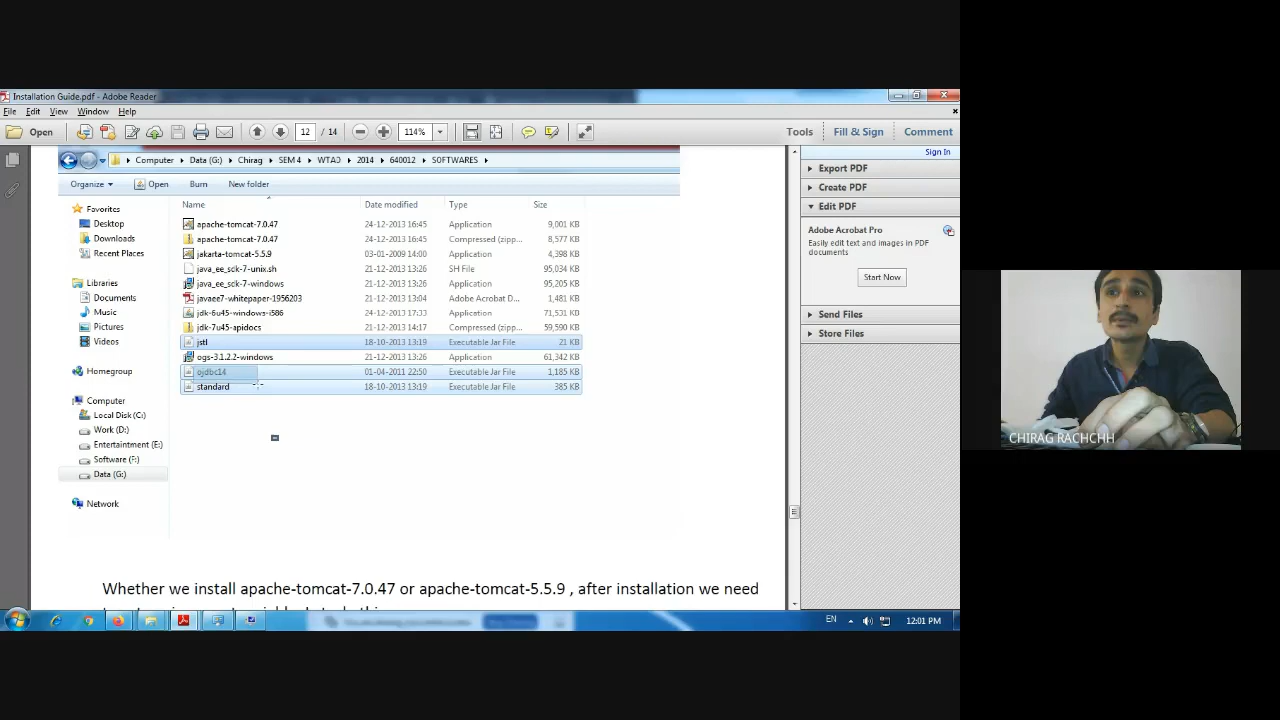 Installation Guide.pdf - Adobe Reader
File Edit View Window Help
Open 12 / 14 114% Tools Fill & Sign Comment
Sign In
Computer Data (G:) Chirag SEM 4 WTAD 2014 640012 SOFTWARES
Organize Open Burn New folder
Name Date modified Type Size
apache-tomcat-7.0.47 24-12-2013 16:45 Application 9,001 KB
apache-tomcat-7.0.47 24-12-2013 16:45 Compressed (zipp... 8,577 KB
jakarta-tomcat-5.5.9 03-01-2009 14:00 Application 4,398 KB
java_ee_sdk-7-unix.sh 21-12-2013 13:26 SH File 95,034 KB
java_ee_sdk-7-windows 21-12-2013 13:26 Application 95,205 KB
javaee7-whitepaper-1956203 21-12-2013 13:04 Adobe Acrobat D... 1,481 KB
jdk-6u45-windows-i586 24-12-2013 17:33 Application 71,531 KB
jdk-7u45-apidocs 21-12-2013 14:17 Compressed (zipp... 59,590 KB
jstl 18-10-2013 13:19 Executable Jar File 21 KB
ogs-3.1.2.2-windows 21-12-2013 13:26 Application 61,342 KB
ojdbc14 01-04-2011 22:50 Executable Jar File 1,185 KB
standard 18-10-2013 13:19 Executable Jar File 385 KB
Favorites
Desktop
Downloads
Recent Places
Libraries
Documents
Music
Pictures
Videos
Homegroup
Computer
Local Disk (C:)
Work (D:)
Entertaintment (E:)
Software (F:)
Data (G:)
Network
Whether we install apache-tomcat-7.0.47 or apache-tomcat-5.5.9 , after installation we need
Export PDF
Create PDF
Edit PDF
Adobe Acrobat Pro
Easily edit text and images in PDF
documents
Start Now
Send Files
Store Files
EN 12:01 PM
CHIRAG RACHCHH